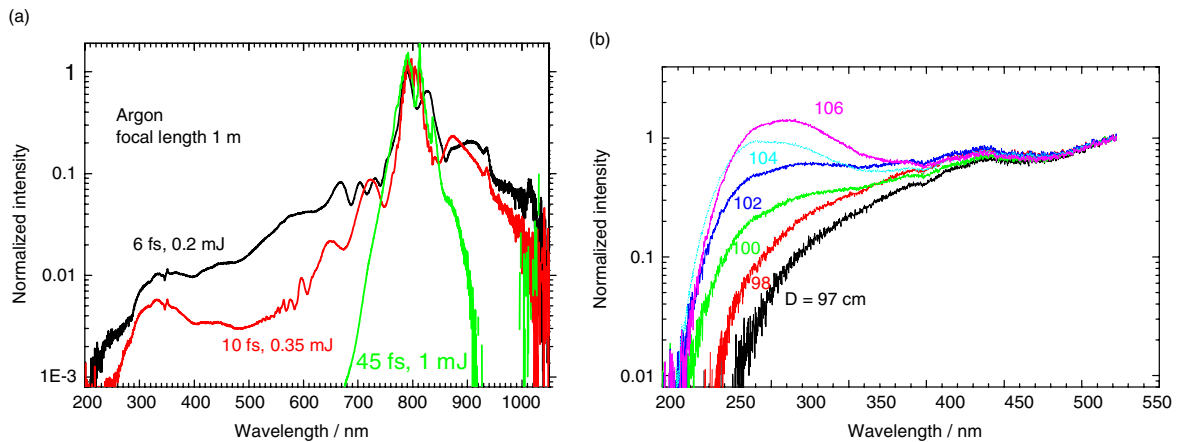 (a)
1
0.1
0.01
1E-3
Normalized intensity
Argon
focal length 1 m
6 fs, 0.2 mJ
10 fs, 0.35 mJ
45 fs, 1 mJ
200 300 400 500 600 700 800 900 1000
Wavelength / nm
(b)
1
0.1
0.01
Normalized intensity
106
104
102
100
98
D = 97 cm
200 250 300 350 400 450 500 550
Wavelength / nm